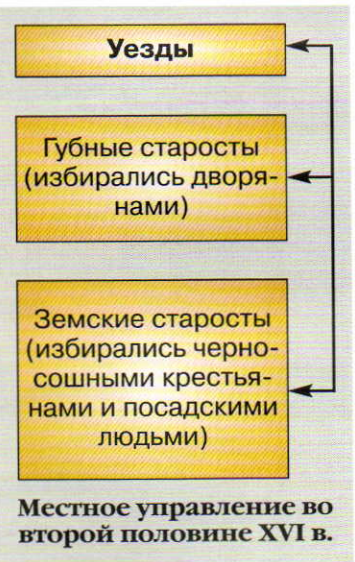 Уезды
Губные старосты
(избирались дворя-
нами)
Земские старосты
(избирались черно-
сошными крестья-
нами и посадскими
людьми)
Местное управление во
второй половине XVI в.